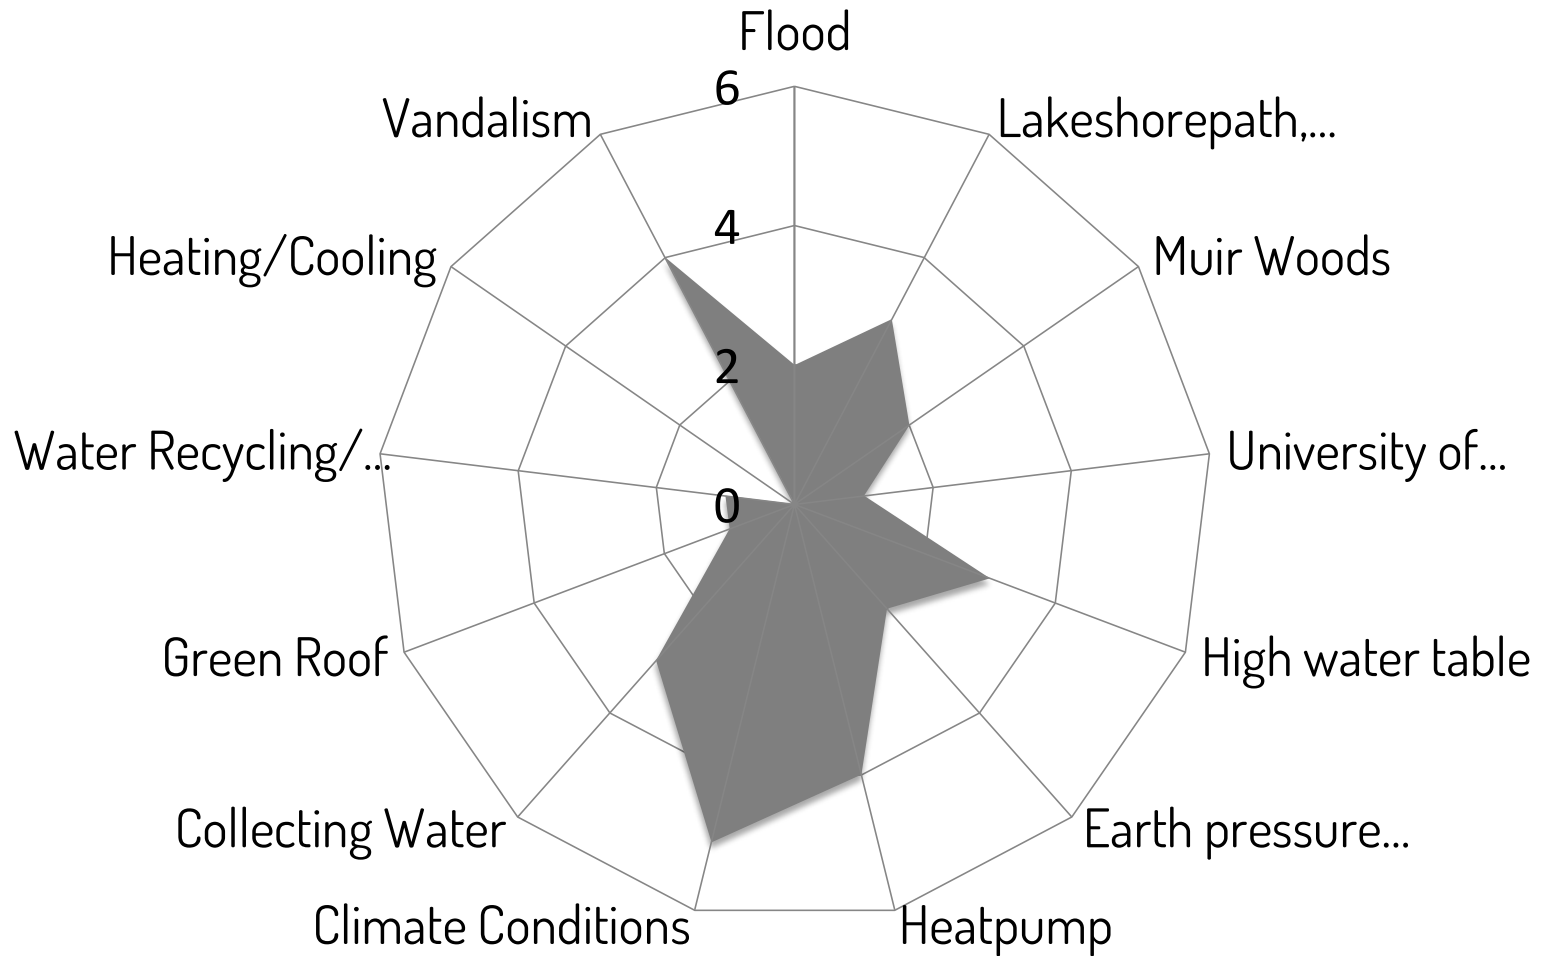 Flood
6
Vandalism
Lakeshorepath,...
4
Heating/Cooling
Muir Woods
2
Water Recycling/...
University of...
0
Green Roof
High water table
Collecting Water
Earth pressure...
Climate Conditions
Heatpump